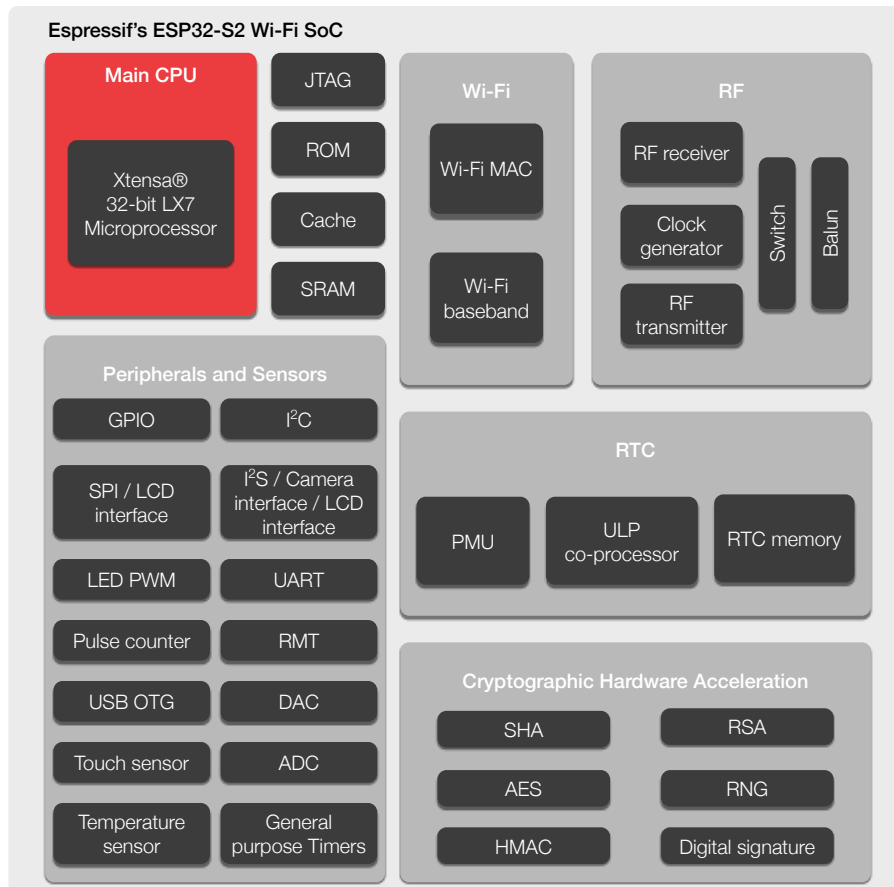 Espressif's ESP32-S2 Wi-Fi SoC
Main CPU
Xtensa®
32-bit LX7
Microprocessor
JTAG
ROM
Cache
SRAM
Wi-Fi
Wi-Fi MAC
Wi-Fi
baseband
RF
RF receiver
Clock
generator
RF
transmitter
Switch
Balun
Peripherals and Sensors
GPIO
I²C
SPI / LCD
interface
I²S / Camera
interface / LCD
interface
LED PWM
UART
Pulse counter
RMT
USB OTG
DAC
Touch sensor
ADC
Temperature
sensor
General
purpose Timers
RTC
PMU
ULP
co-processor
RTC memory
Cryptographic Hardware Acceleration
SHA
RSA
AES
RNG
HMAC
Digital signature